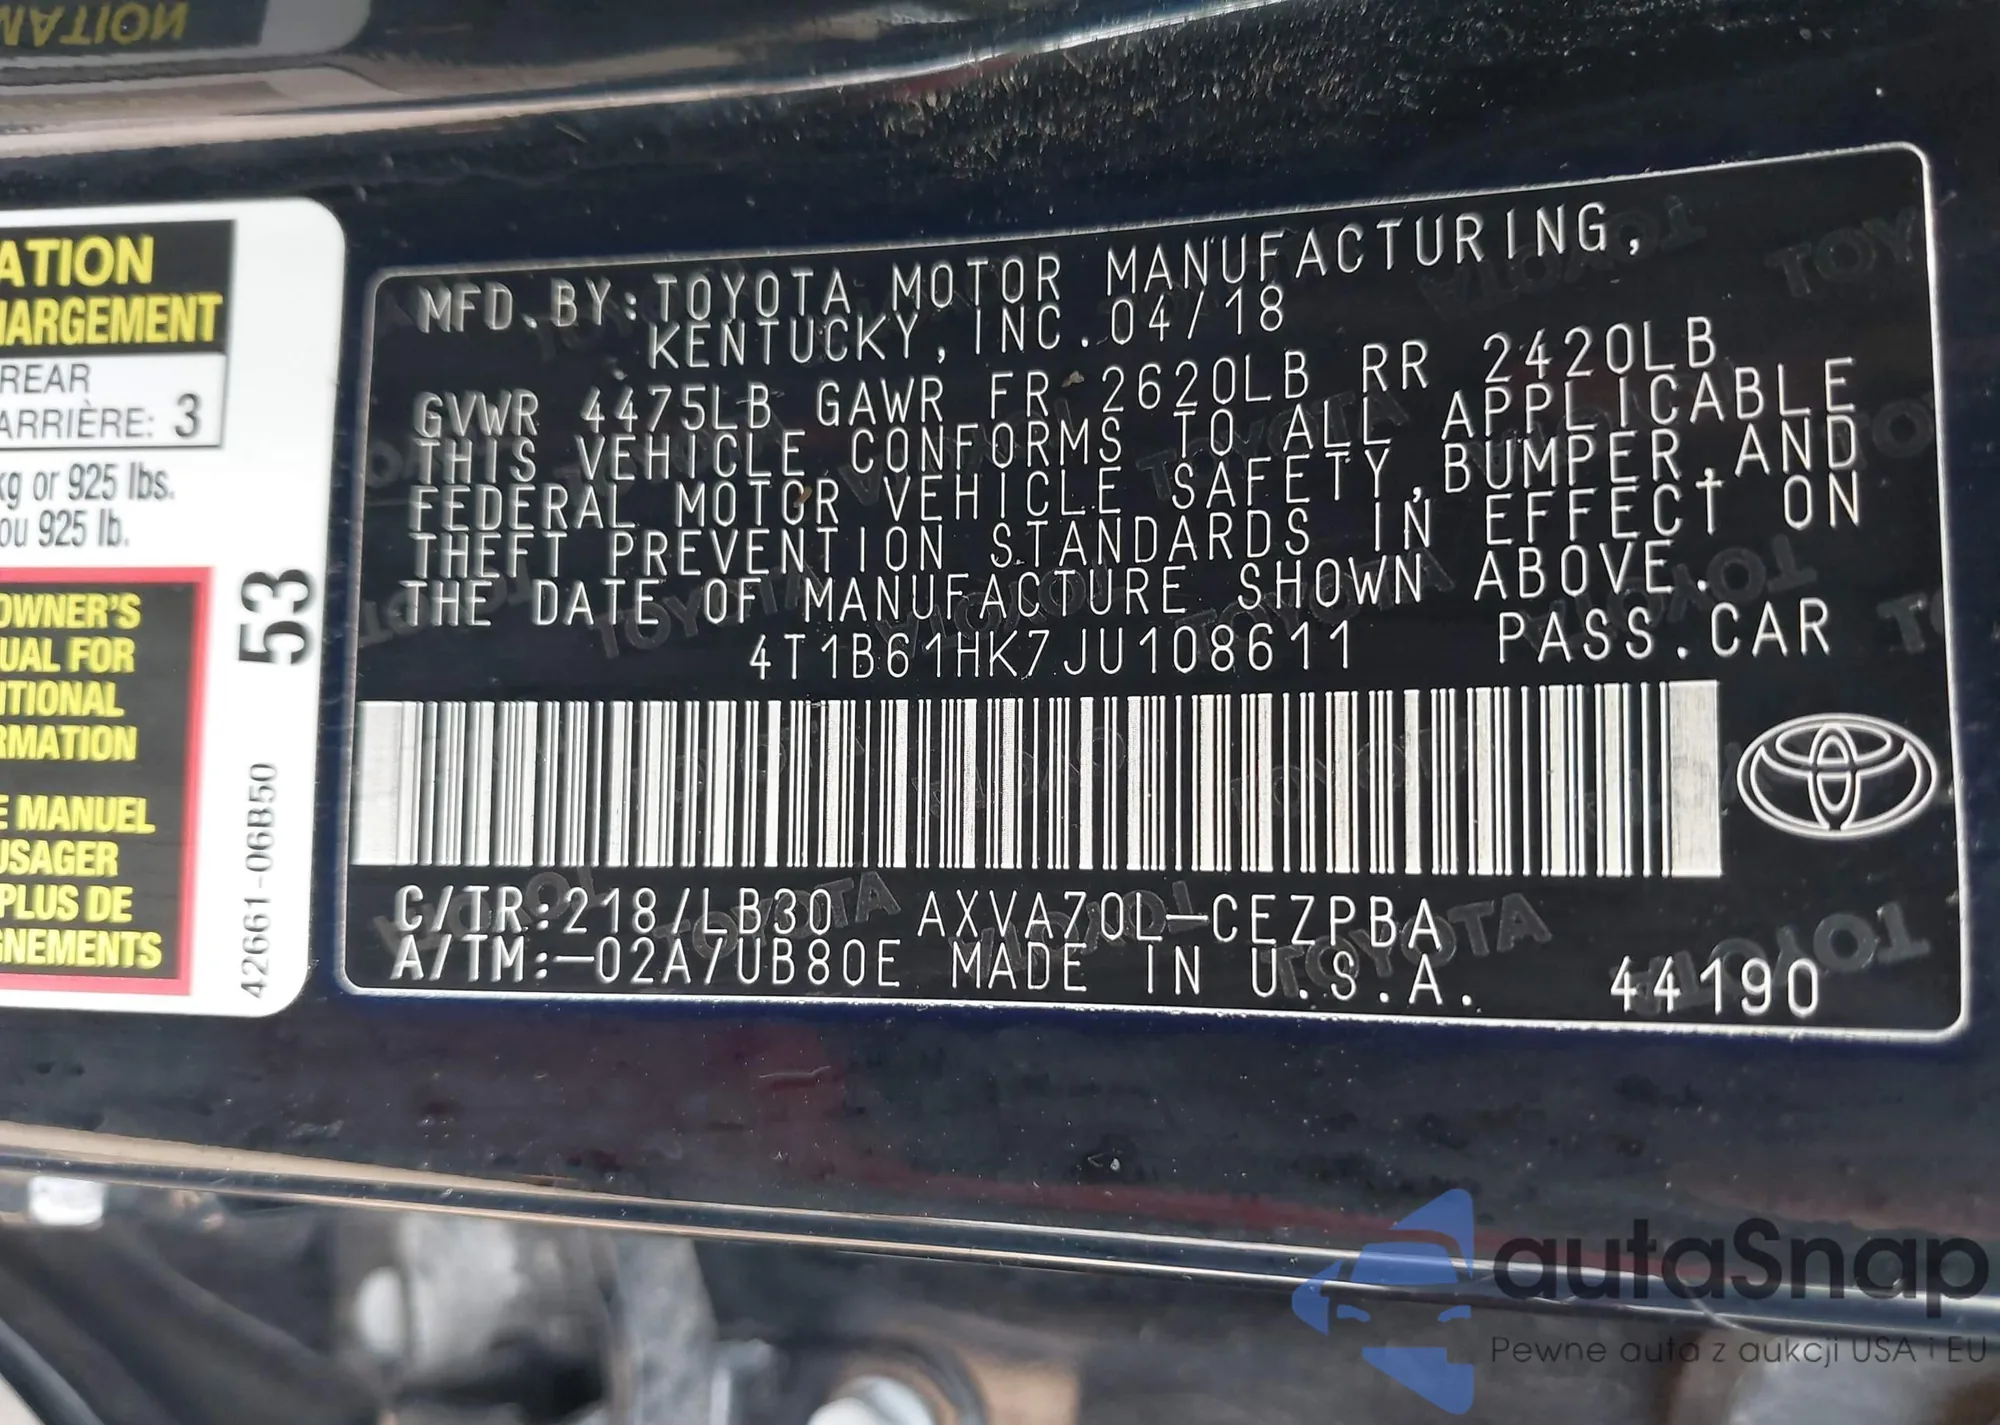 ATION
HARGEMENT
REAR
ARRIÈRE: 3
kg or 925 lbs.
ou 925 lb.
OWNER'S
UAL FOR
ITIONAL
RMATION
E MANUEL
USAGER
PLUS DE
GNEMENTS
53
42661-06B50
MFD.BY:TOYOTA MOTOR MANUFACTURING,
KENTUCKY, INC.04/18
GVWR 4475LB GAWR FR 2620LB RR 2420LB
THIS VEHICLE CONFORMS TO ALL APPLICABLE
FEDERAL MOTOR VEHICLE SAFETY,BUMPER,AND
THEFT PREVENTION STANDARDS IN EFFECT ON
THE DATE OF MANUFACTURE SHOWN ABOVE.
4T1B61HK7JU108611 PASS.CAR
C/TR:218/LB30 AXVA70L-CEZPBA
A/TM:-02A/UB80E MADE IN U.S.A. 44190
autaSnap
Pewne auta z aukcji USA i EU